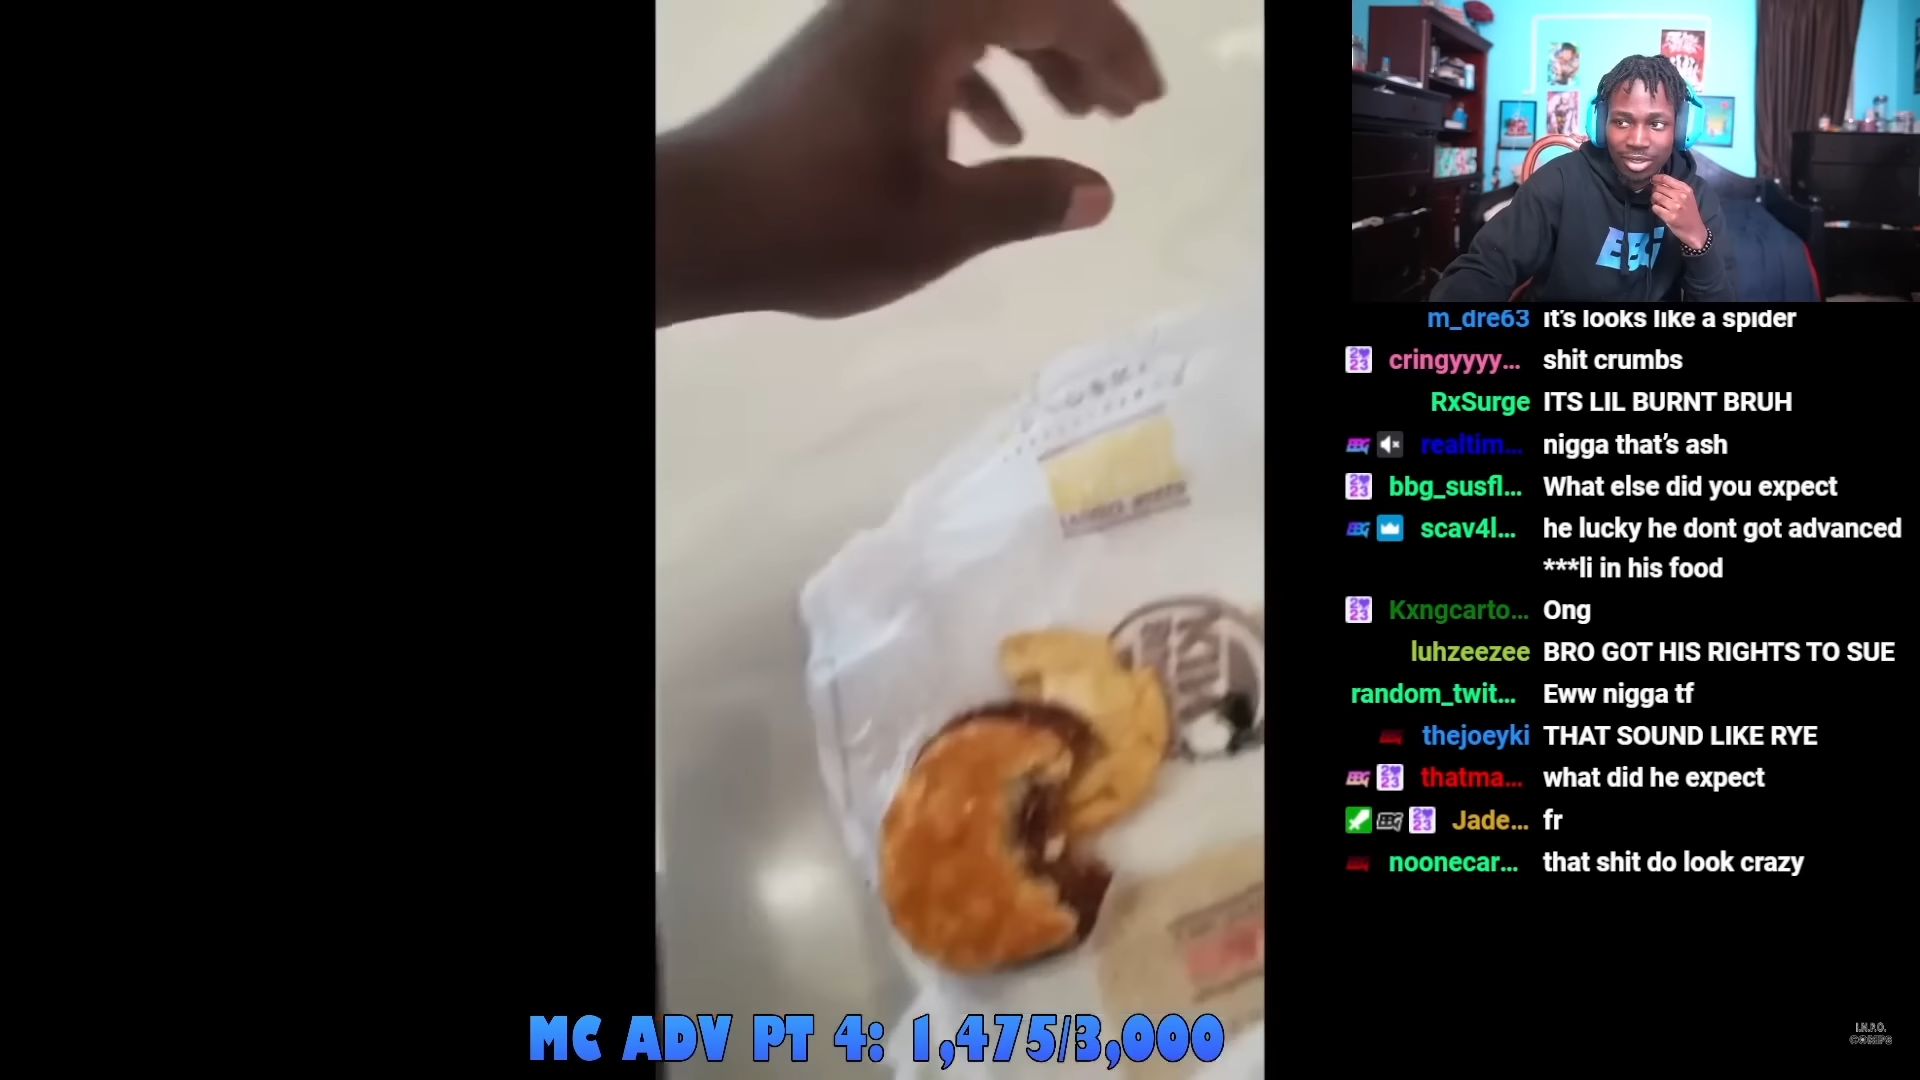 m_dre63 it's looks like a spider
cringyyyy... shit crumbs
RxSurge ITS LIL BURNT BRUH
realtim... nigga that's ash
bbg_susfl... What else did you expect
scav4l... he lucky he dont got advanced
***li in his food
Kxngcarto... Ong
luhzeezee BRO GOT HIS RIGHTS TO SUE
random_twit... Eww nigga tf
thejoeyki THAT SOUND LIKE RYE
thatma... what did he expect
Jade... fr
noonecar... that shit do look crazy
MC ADV PT 4: 1,475/3,000